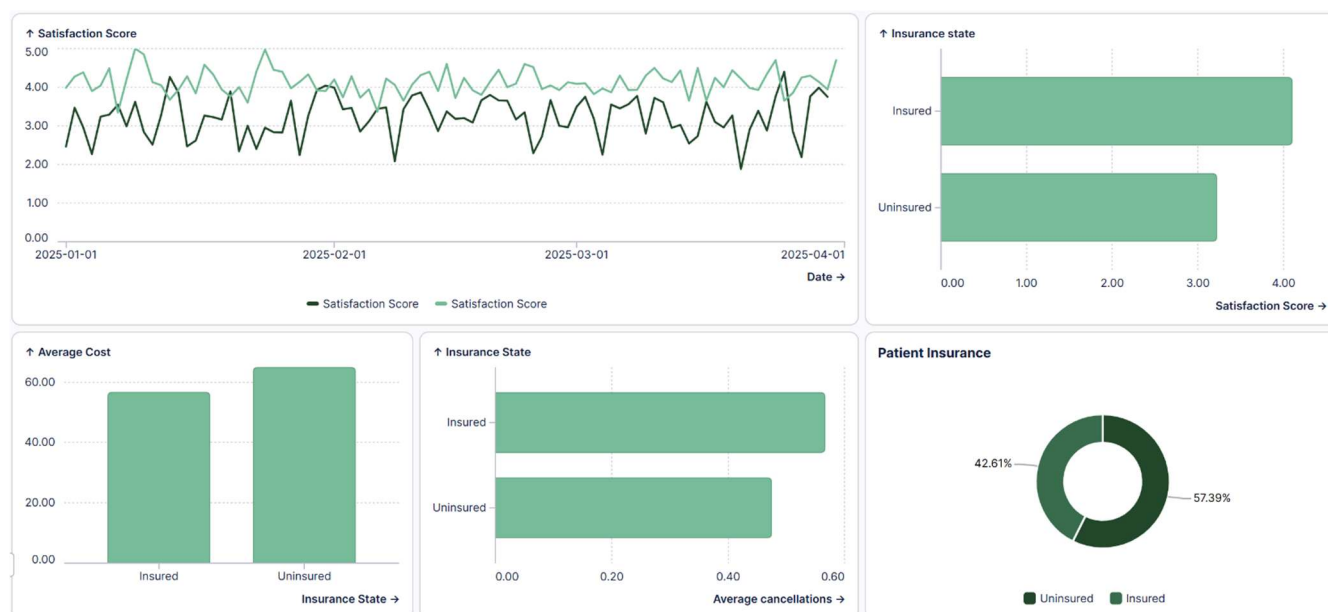 ↑ Satisfaction Score
5.00
4.00
3.00
2.00
1.00
0.00
2025-01-01
2025-02-01
2025-03-01
2025-04-01
Date →
Satisfaction Score
Satisfaction Score
↑ Insurance state
Insured
Uninsured
0.00
1.00
2.00
3.00
4.00
Satisfaction Score →
↑ Average Cost
60.00
40.00
20.00
0.00
Insured
Uninsured
Insurance State →
↑ Insurance State
Insured
Uninsured
0.00
0.20
0.40
0.60
Average cancellations →
Patient Insurance
42.61%
57.39%
Uninsured
Insured